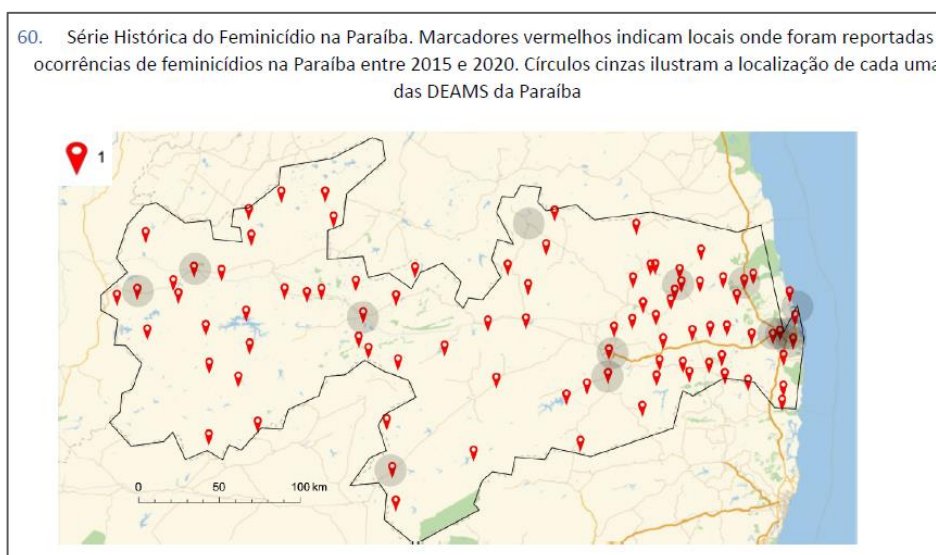 60. Série Histórica do Feminicídio na Paraíba. Marcadores vermelhos indicam locais onde foram reportadas
ocorrências de feminicídios na Paraíba entre 2015 e 2020. Círculos cinzas ilustram a localização de cada uma
das DEAMS da Paraíba
1
0 50 100 km